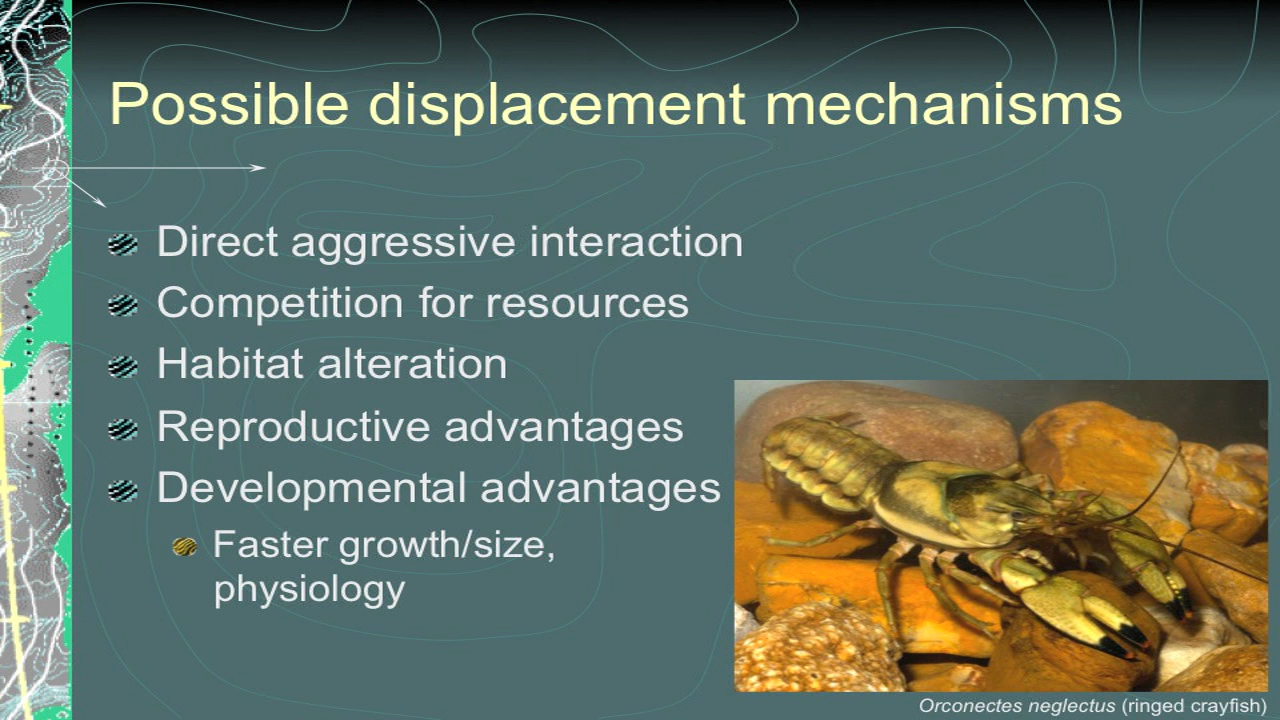 Possible displacement mechanisms
Direct aggressive interaction
Competition for resources
Habitat alteration
Reproductive advantages
Developmental advantages
Faster growth/size,
physiology
Orconectes neglectus (ringed crayfish)